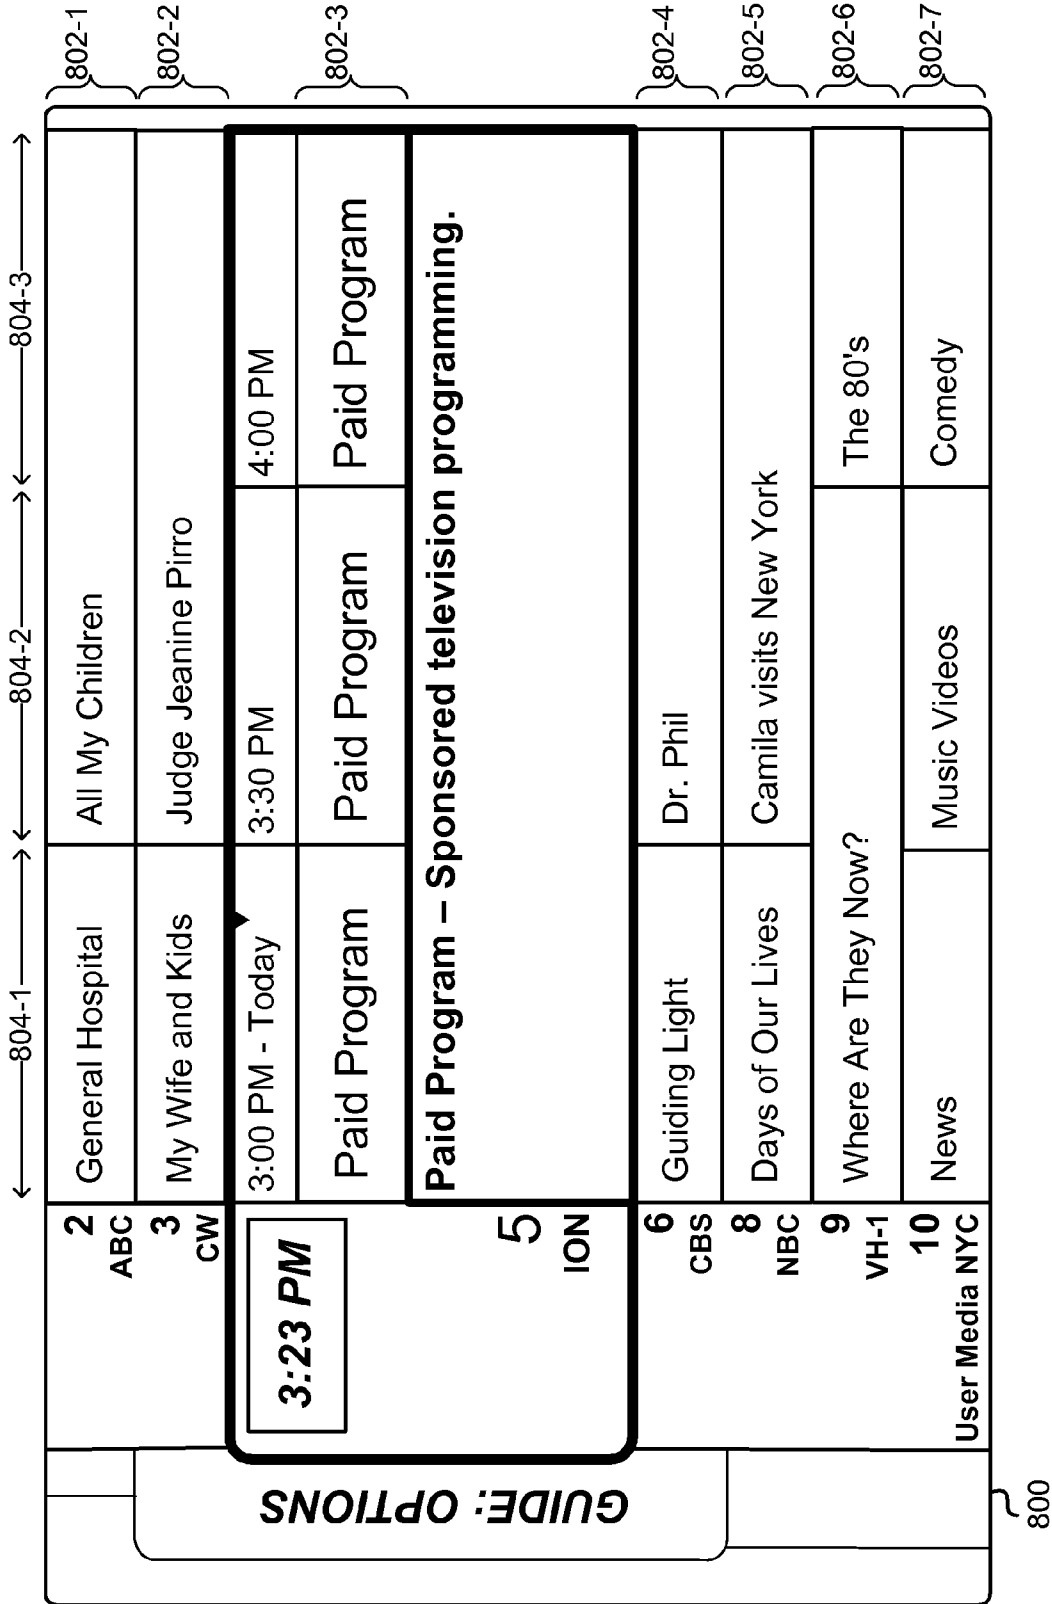 804-1
804-2
804-3
2
ABC
General Hospital
All My Children
802-1
3
CW
My Wife and Kids
Judge Jeanine Pirro
802-2
3:23 PM
3:00 PM - Today
3:30 PM
4:00 PM
Paid Program
Paid Program
Paid Program
802-3
5
ION
Paid Program – Sponsored television programming.
6
CBS
Guiding Light
Dr. Phil
802-4
8
NBC
Days of Our Lives
Camila visits New York
802-5
9
VH-1
Where Are They Now?
The 80's
802-6
10
User Media NYC
News
Music Videos
Comedy
802-7
GUIDE: OPTIONS
800